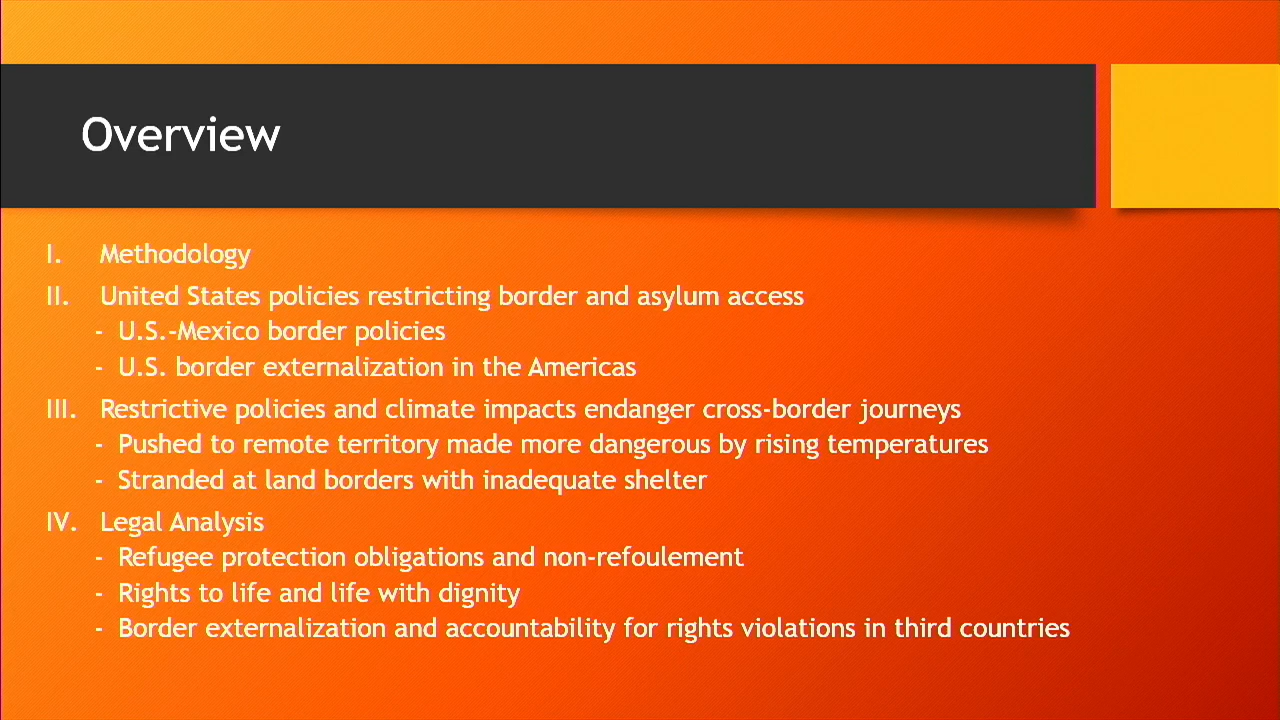 Overview
I. Methodology
II. United States policies restricting border and asylum access
- U.S.-Mexico border policies
- U.S. border externalization in the Americas
III. Restrictive policies and climate impacts endanger cross-border journeys
- Pushed to remote territory made more dangerous by rising temperatures
- Stranded at land borders with inadequate shelter
IV. Legal Analysis
- Refugee protection obligations and non-refoulement
- Rights to life and life with dignity
- Border externalization and accountability for rights violations in third countries